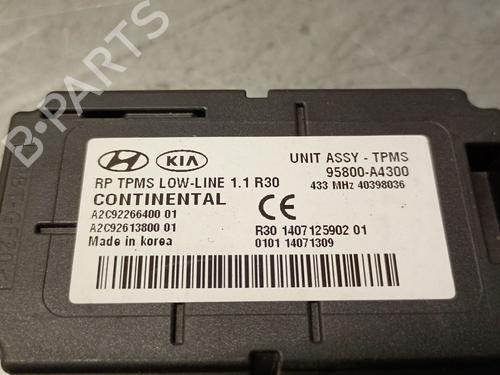 HYUNDAI KIA
UNIT ASSY - TPMS
RP TPMS LOW-LINE 1.1 R30
95800-A4300
CONTINENTAL
433 MHz 40398036
A2C92266400 01
A2C92613800 01
CE
R30 1407125902 01
Made in korea
0101 14071309
B-PARTS